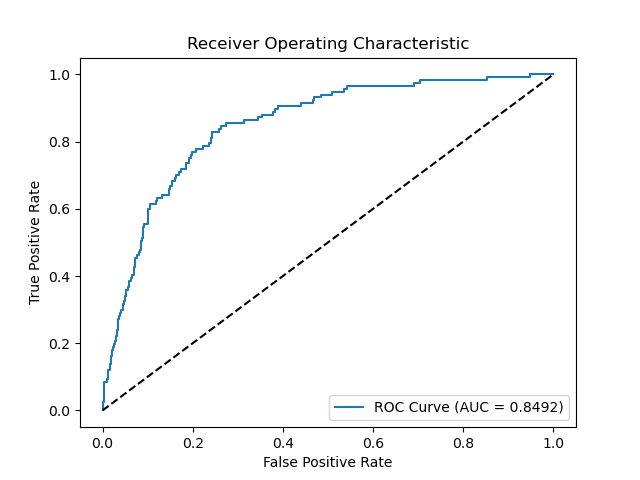 Receiver Operating Characteristic
True Positive Rate
1.0
0.8
0.6
0.4
0.2
0.0
ROC Curve (AUC = 0.8492)
0.0 0.2 0.4 0.6 0.8 1.0
False Positive Rate